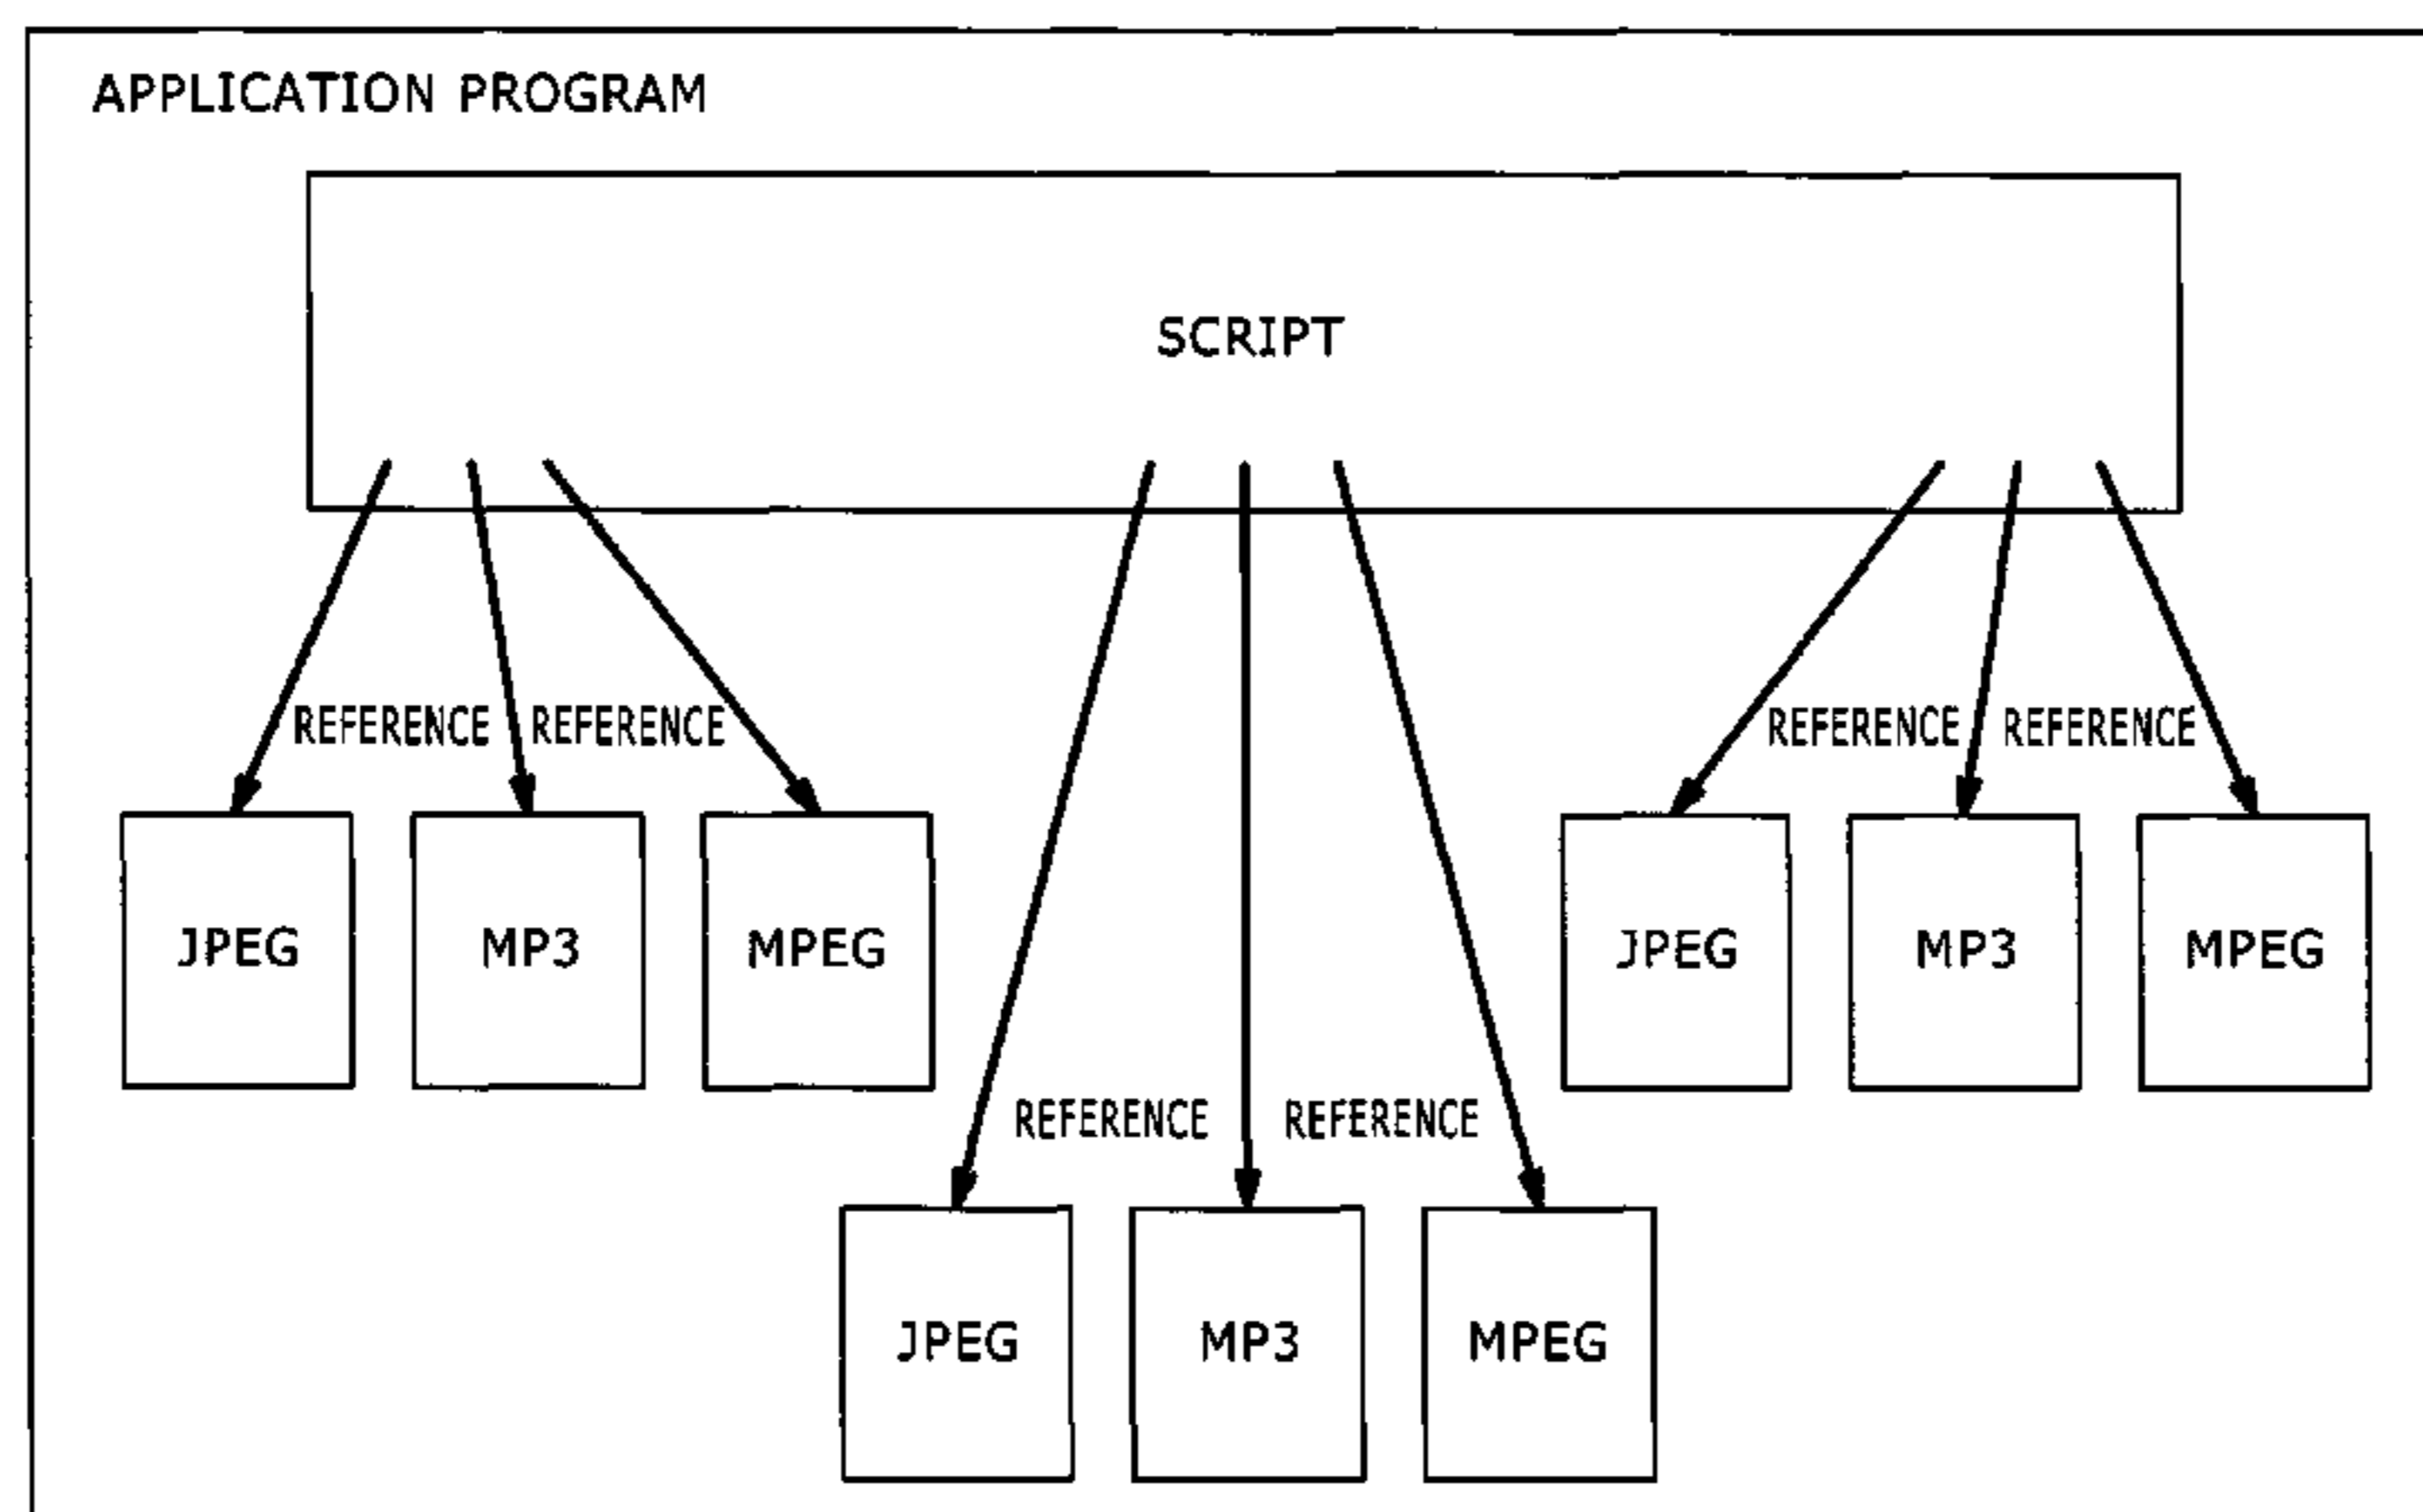 APPLICATION PROGRAM
SCRIPT
REFERENCE REFERENCE REFERENCE REFERENCE
JPEG MP3 MPEG JPEG MP3 MPEG
REFERENCE REFERENCE
JPEG MP3 MPEG